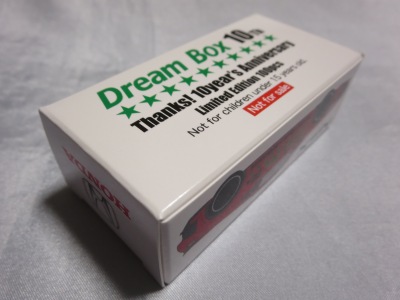 Dream Box 10th
★★★★★★★★★★
Thanks! 10year's Anniversary
Limited Edition 100pcs
Not for children under 15 years old.
Not for sale!
HONDA